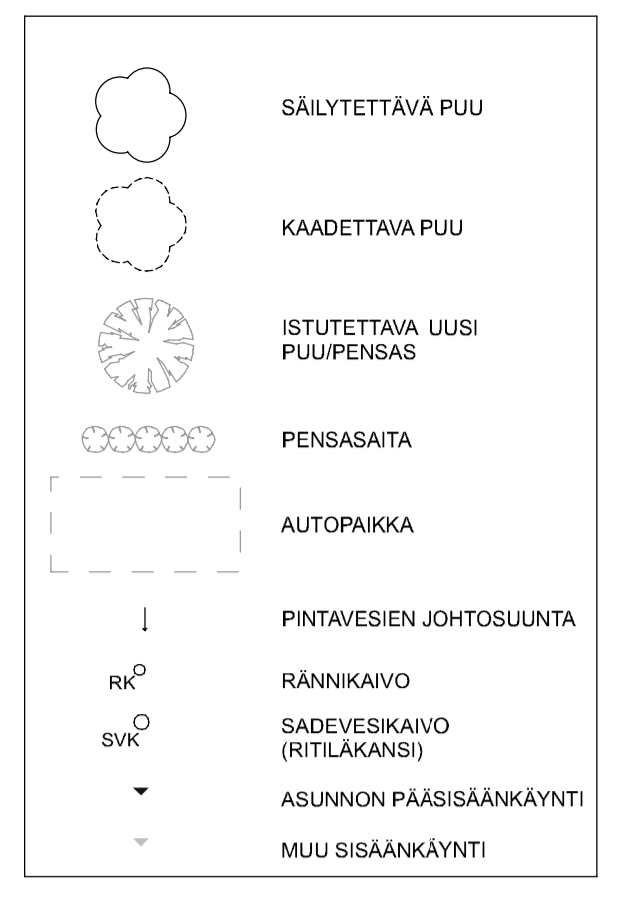 SÄILYTETTÄVÄ PUU
KAADETTAVA PUU
ISTUTETTAVA UUSI
PUU/PENSAS
PENSASAITA
AUTOPAIKKA
PINTAVESIEN JOHTOSUUNTA
RK RÄNNIKAIVO
SVK SADEVESIKAIVO
(RITILÄKANSI)
ASUNNON PÄÄSISÄÄNKÄYNTI
MUU SISÄÄNKÄYNTI